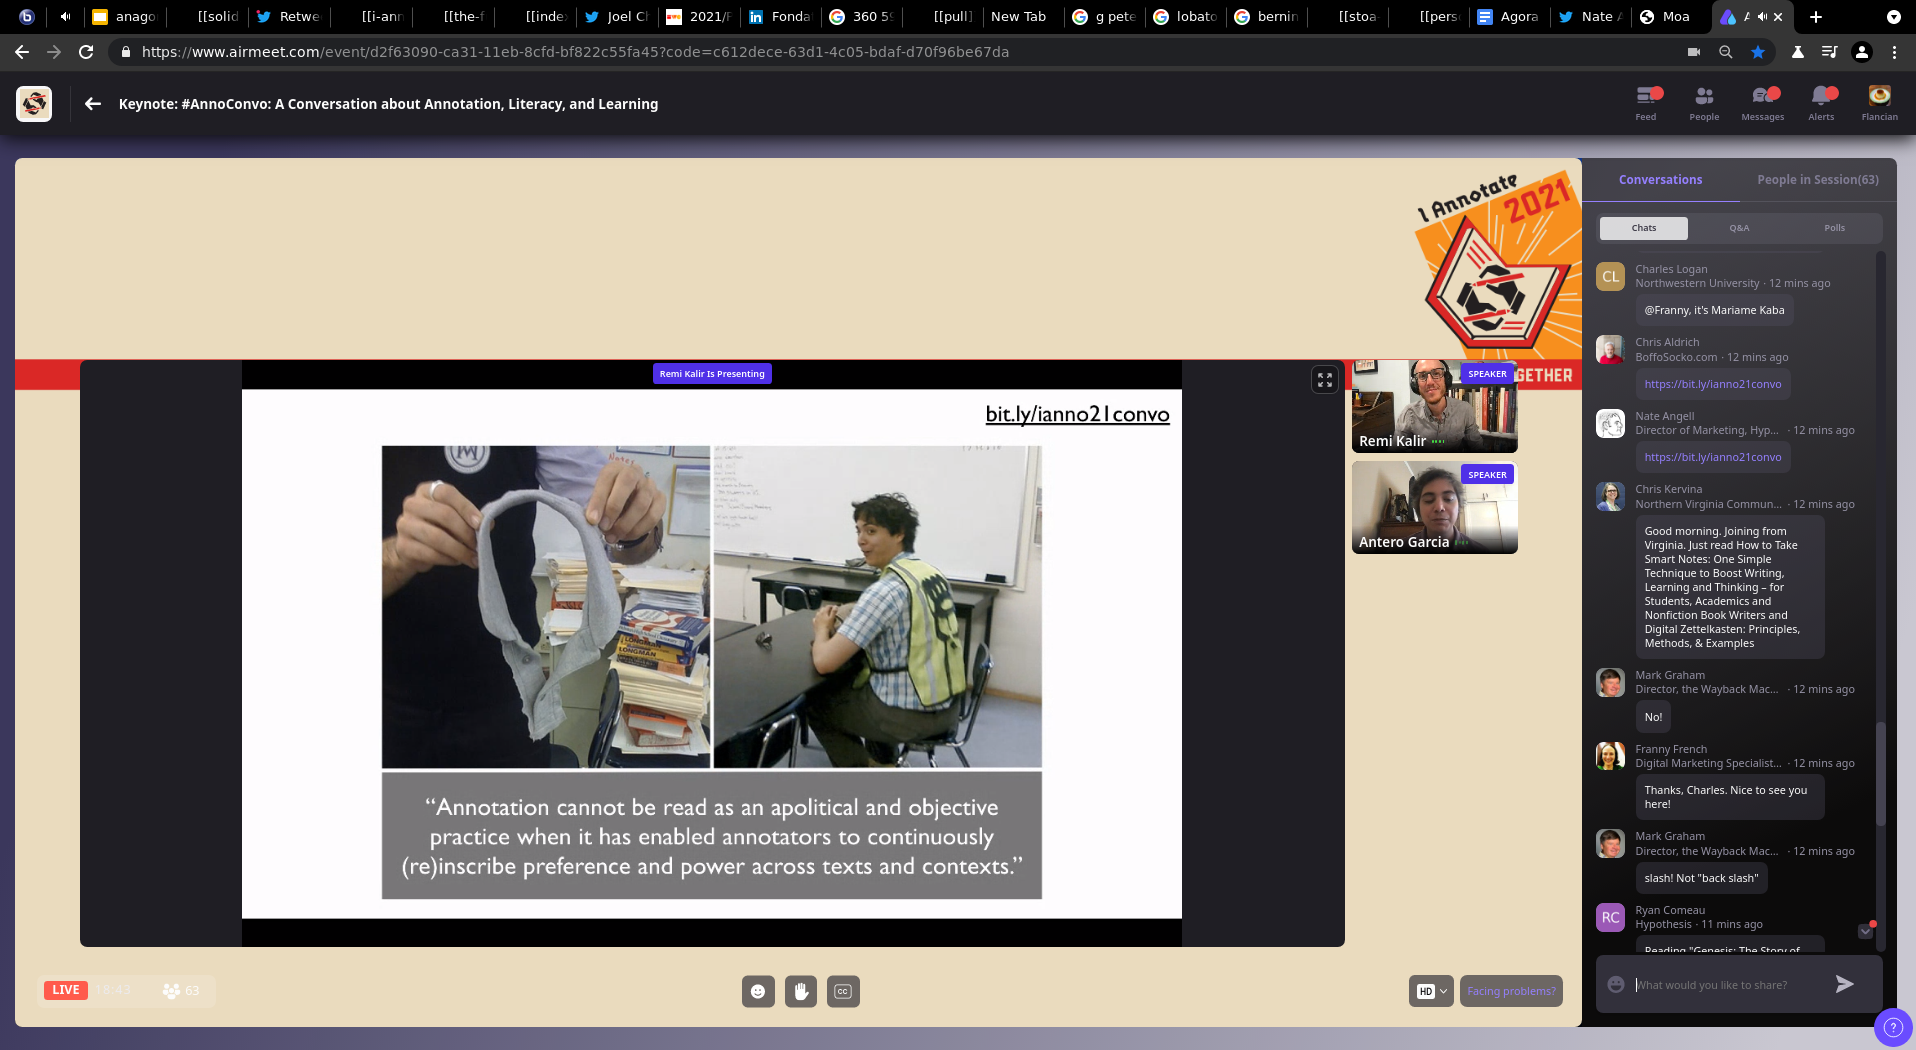 anago
[[solid
Retwe
[[i-ann
[[the-f
[[inde
Joel C
2021/
Fonda
360 5
[[pull]
New Tab
g pete
lobato
bernin
[[stoa
[[pers
Agora
Nate
Moa
https://www.airmeet.com/event/d2f63090-ca31-11eb-8cfd-bf822c55fa45?code=c612dece-63d1-4c05-bdaf-d70f96be67da
Keynote: #AnnoConvo: A Conversation about Annotation, Literacy, and Learning
Feed
People
Messages
Alerts
Flancian
I Annotate
2021
GETHER
Remi Kalir Is Presenting
bit.ly/ianno21convo
Notes
LONGMAN
LONGMAN
“Annotation cannot be read as an apolitical and objective
practice when it has enabled annotators to continuously
(re)inscribe preference and power across texts and contexts.”
SPEAKER
Remi Kalir
SPEAKER
Antero Garcia
LIVE
18:43
63
CC
HD
Facing problems?
Conversations
People in Session(63)
Chats
Q&A
Polls
CL
Charles Logan
Northwestern University · 12 mins ago
@Franny, it's Mariame Kaba
Chris Aldrich
BoffoSocko.com · 12 mins ago
https://bit.ly/ianno21convo
Nate Angell
Director of Marketing, Hyp... · 12 mins ago
https://bit.ly/ianno21convo
Chris Kervina
Northern Virginia Commun... · 12 mins ago
Good morning. Joining from
Virginia. Just read How to Take
Smart Notes: One Simple
Technique to Boost Writing,
Learning and Thinking – for
Students, Academics and
Nonfiction Book Writers and
Digital Zettelkasten: Principles,
Methods, & Examples
Mark Graham
Director, the Wayback Mac... · 12 mins ago
No!
Franny French
Digital Marketing Specialist... · 12 mins ago
Thanks, Charles. Nice to see you
here!
Mark Graham
Director, the Wayback Mac... · 12 mins ago
slash! Not "back slash"
RC
Ryan Comeau
Hypothesis · 11 mins ago
Reading "Genesis: The Story of
What would you like to share?